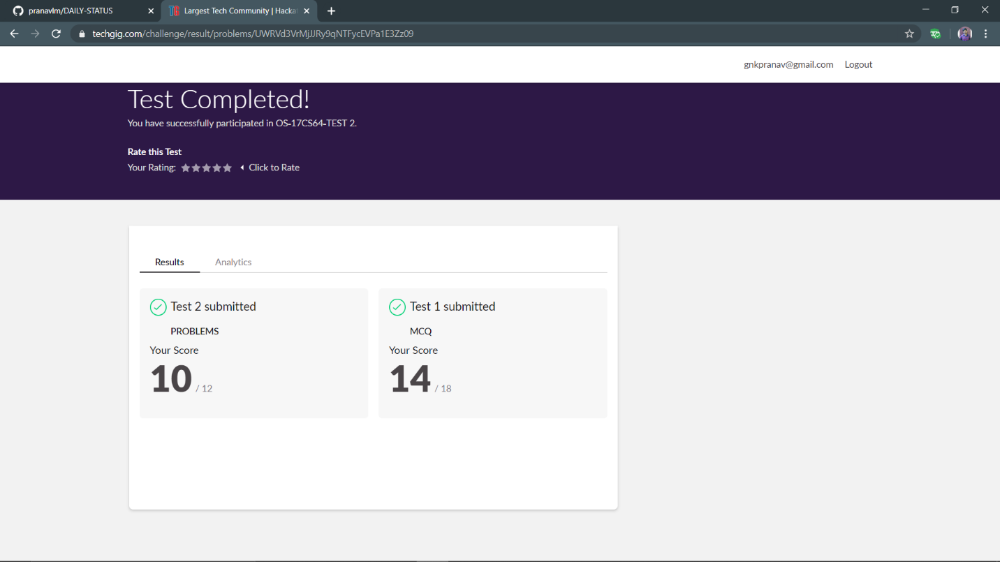 pranavlm/DAILY-STATUS
Largest Tech Community | Hacka
techgig.com/challenge/result/problems/UWRVd3VrMjJJRy9qNTFycEVPa1E3Zz09
gnkpranav@gmail.com Logout
Test Completed!
You have successfully participated in OS-17CS64-TEST 2.
Rate this Test
Your Rating: Click to Rate
Results Analytics
Test 2 submitted
PROBLEMS
Your Score
10 / 12
Test 1 submitted
MCQ
Your Score
14 / 18